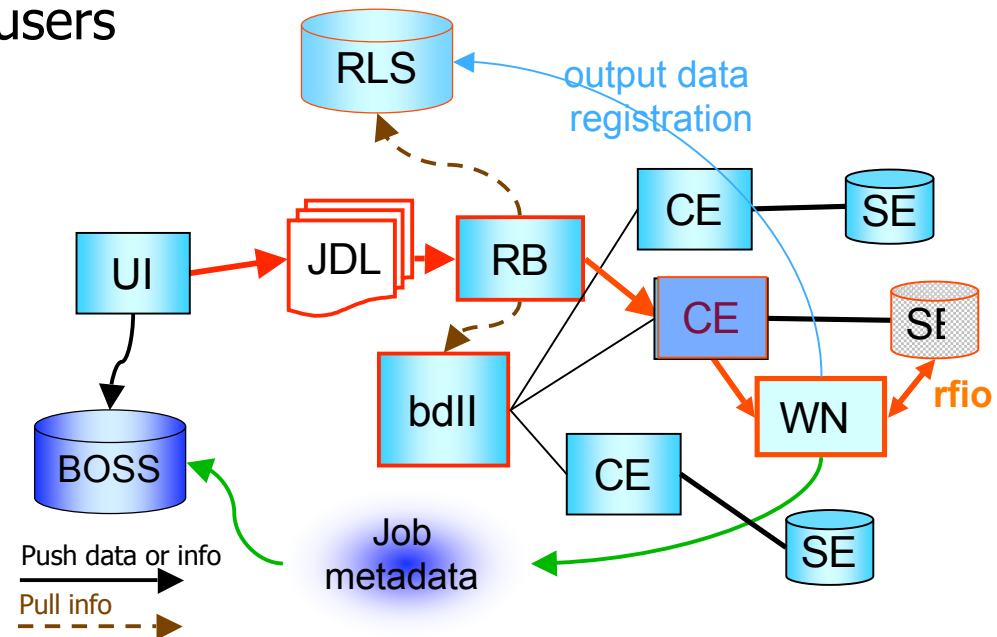 users
RLS
output data
registration
CE
SE
UI
JDL
RB
CE
SE
rfio
bdII
WN
BOSS
CE
SE
Job
metadata
Push data or info
Pull info